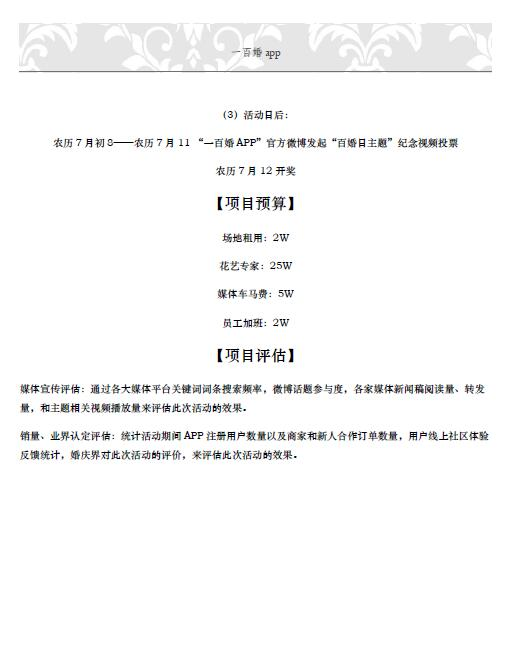 一百婚 app
（3）活动日后：
农历 7 月初 8——农历 7 月 11 “一百婚 APP”官方微博发起“百婚日主题”纪念视频投票
农历 7 月 12 开奖
【项目预算】
场地租用：2W
花艺专家：25W
媒体车马费：5W
员工加班：2W
【项目评估】
媒体宣传评估：通过各大媒体平台关键词词条搜索频率，微博话题参与度，各家媒体新闻稿阅读量、转发
量，和主题相关视频播放量来评估此次活动的效果。
销量、业界认定评估：统计活动期间 APP 注册用户数量以及商家和新人合作订单数量，用户线上社区体验
反馈统计，婚庆界对此次活动的评价，来评估此次活动的效果。